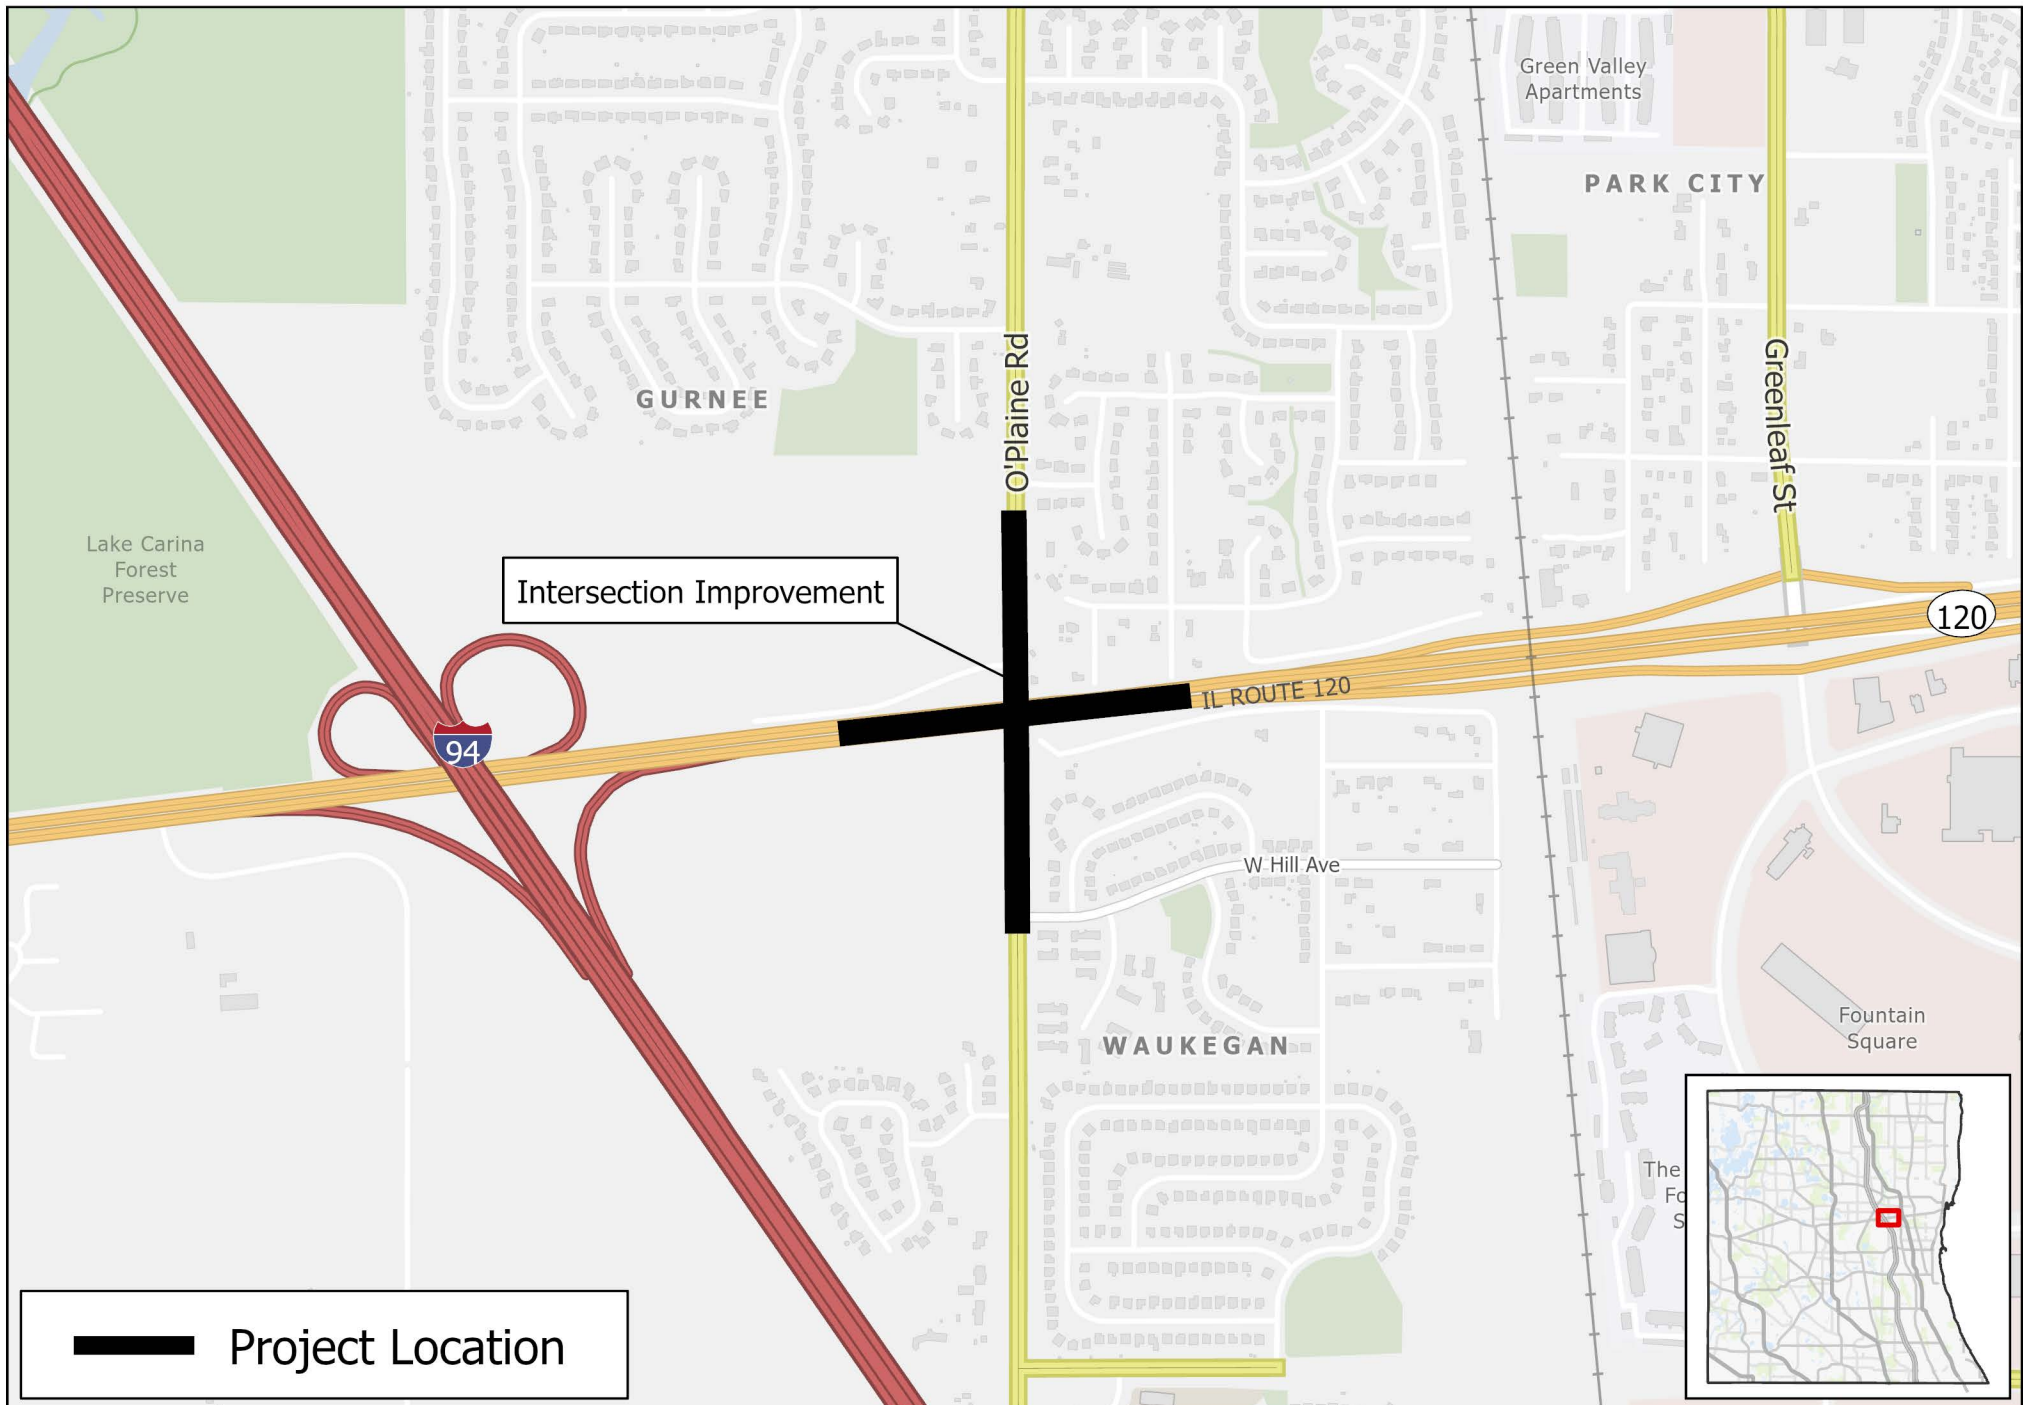 Green Valley
Apartments
PARK CITY
O'Plaine Rd
Greenleaf St
GURNEE
Lake Carina
Forest
Preserve
Intersection Improvement
120
IL ROUTE 120
94
W Hill Ave
Fountain
Square
WAUKEGAN
The
Fo
S
Project Location